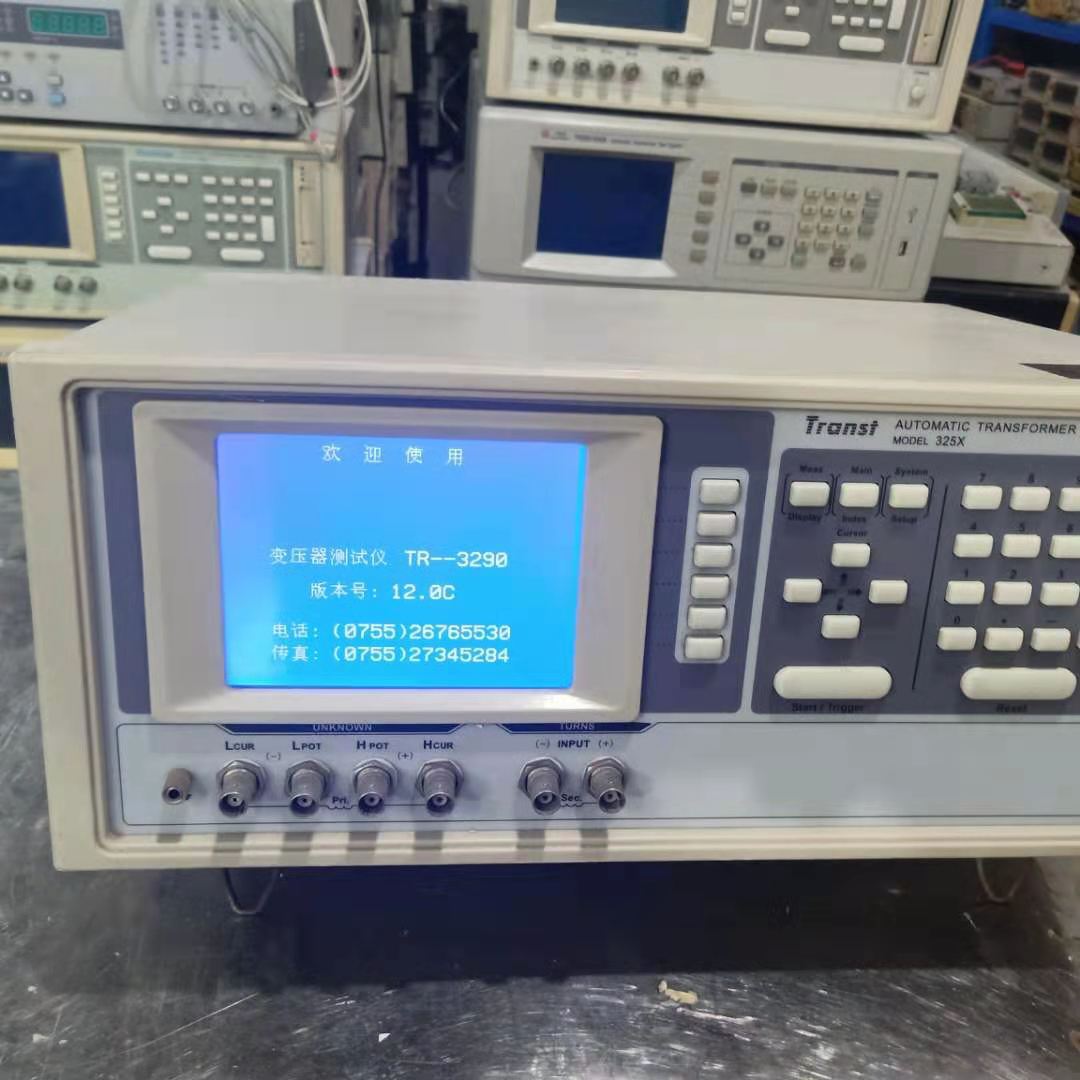 欢迎使用
变压器测试仪 TR--3290
版本号: 12.0C
电话: (0755)26765530
传真: (0755)27345284
Transt
AUTOMATIC TRANSFORMER
MODEL 325X
Meas Main System
Display Index Setup
Cursor
7 8
4 5 6
1 2 3
0 • —
Start / Trigger
Reset
UNKNOWN
TURNS
LCUR LPOT HPOT HCUR
(-) (+)
(-) INPUT (+)
Pri. Sec.